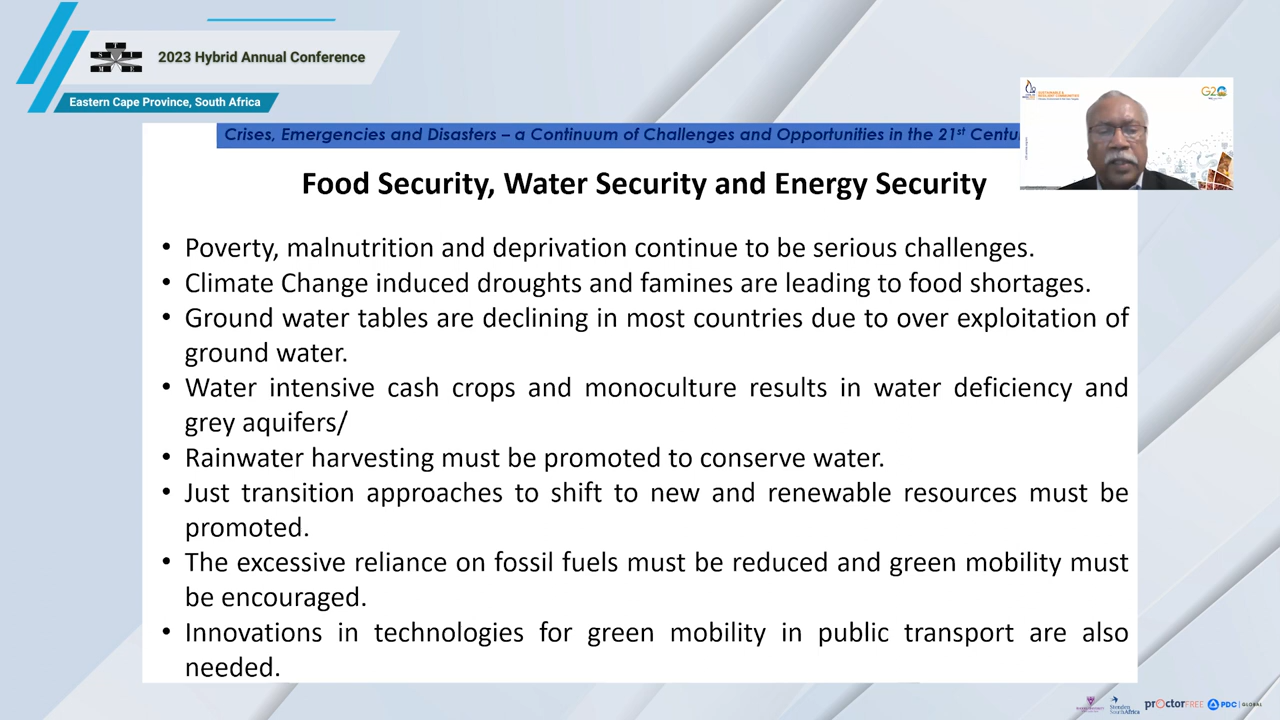 2023 Hybrid Annual Conference
Eastern Cape Province, South Africa
G20
Crises, Emergencies and Disasters – a Continuum of Challenges and Opportunities in the 21st Centu
Food Security, Water Security and Energy Security
• Poverty, malnutrition and deprivation continue to be serious challenges.
• Climate Change induced droughts and famines are leading to food shortages.
• Ground water tables are declining in most countries due to over exploitation of
ground water.
• Water intensive cash crops and monoculture results in water deficiency and
grey aquifers/
• Rainwater harvesting must be promoted to conserve water.
• Just transition approaches to shift to new and renewable resources must be
promoted.
• The excessive reliance on fossil fuels must be reduced and green mobility must
be encouraged.
• Innovations in technologies for green mobility in public transport are also
needed.
Stenden
South Africa
proctorFREE
PDC | GLOBAL